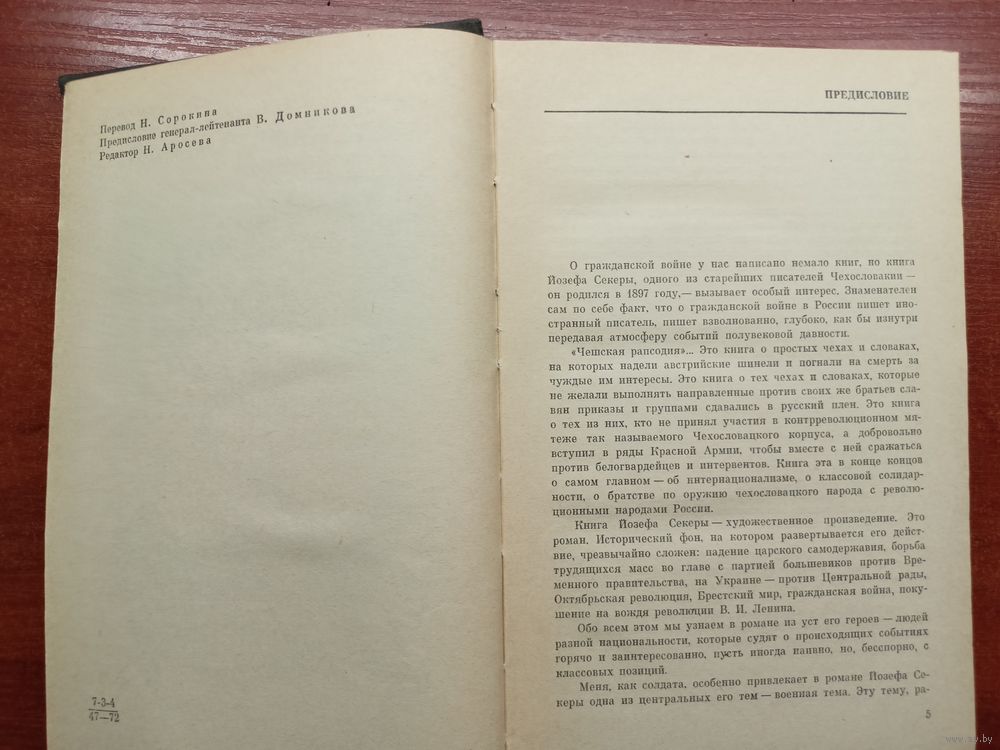 Перевод Н. Сорокина
Предисловие генерал-лейтенанта В. Домникова
Редактор Н. Аросева
7-3-4
47—72
ПРЕДИСЛОВИЕ
О гражданской войне у нас написано немало книг, но книга
Йозефа Секеры, одного из старейших писателей Чехословакии —
он родился в 1897 году,— вызывает особый интерес. Знаменателен
сам по себе факт, что о гражданской войне в России пишет ино-
странный писатель, пишет взволнованно, глубоко, как бы изнутри
передавая атмосферу событий полувековой давности.
«Чешская рапсодия»... Это книга о простых чехах и словаках,
на которых надели австрийские шинели и погнали на смерть за
чуждые им интересы. Это книга о тех чехах и словаках, которые
не желали выполнять направленные против своих же братьев сла-
вян приказы и группами сдавались в русский плен. Это книга
о тех из них, кто не принял участия в контрреволюционном мя-
теже так называемого Чехословацкого корпуса, а добровольно
вступил в ряды Красной Армии, чтобы вместе с ней сражаться
против белогвардейцев и интервентов. Книга эта в конце концов
о самом главном — об интернационализме, о классовой солидар-
ности, о братстве по оружию чехословацкого народа с револю-
ционными народами России.
Книга Йозефа Секеры — художественное произведение. Это
роман. Исторический фон, на котором развертывается его дейст-
вие, чрезвычайно сложен: падение царского самодержавия, борьба
трудящихся масс во главе с партией большевиков против Вре-
менного правительства, на Украине — против Центральной рады,
Октябрьская революция, Брестский мир, гражданская война, поку-
шение на вождя революции В. И. Ленина.
Обо всем этом мы узнаем в романе из уст его героев — людей
разной национальности, которые судят о происходящих событиях
горячо и заинтересованно, пусть иногда наивно, но, бесспорно, с
классовых позиций.
Меня, как солдата, особенно привлекает в романе Йозефа Се-
керы одна из центральных его тем — военная тема. Эту тему, ра-
5
www.ay.by